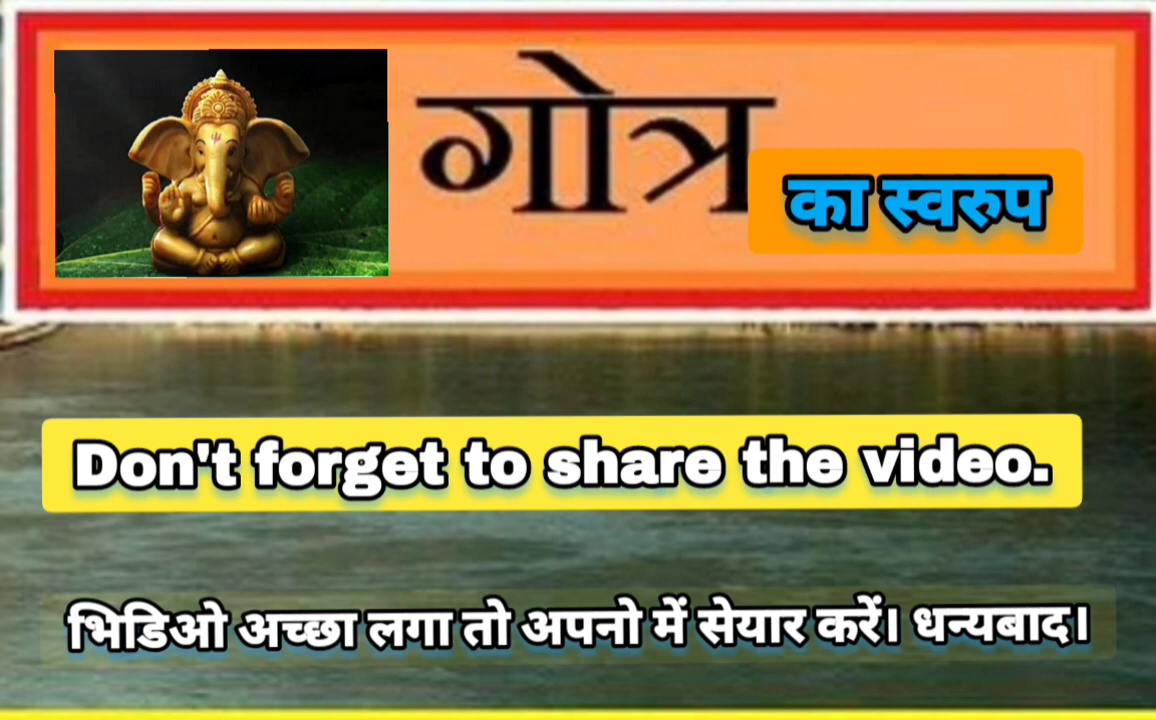 गोत्र
का स्वरुप
Don't forget to share the video.
भिडिओ अच्छा लगा तो अपनो में सेयार करें। धन्यबाद।